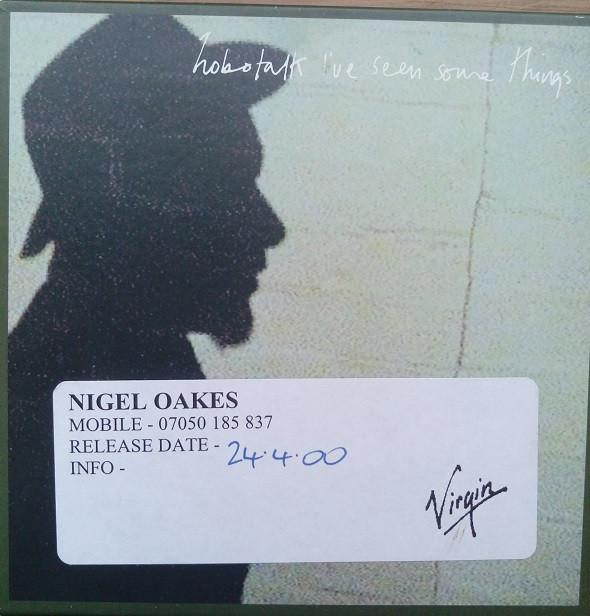 hobotalk i've seen some things
NIGEL OAKES
MOBILE - 07050 185 837
RELEASE DATE - 24.4.00
INFO -
Virgin